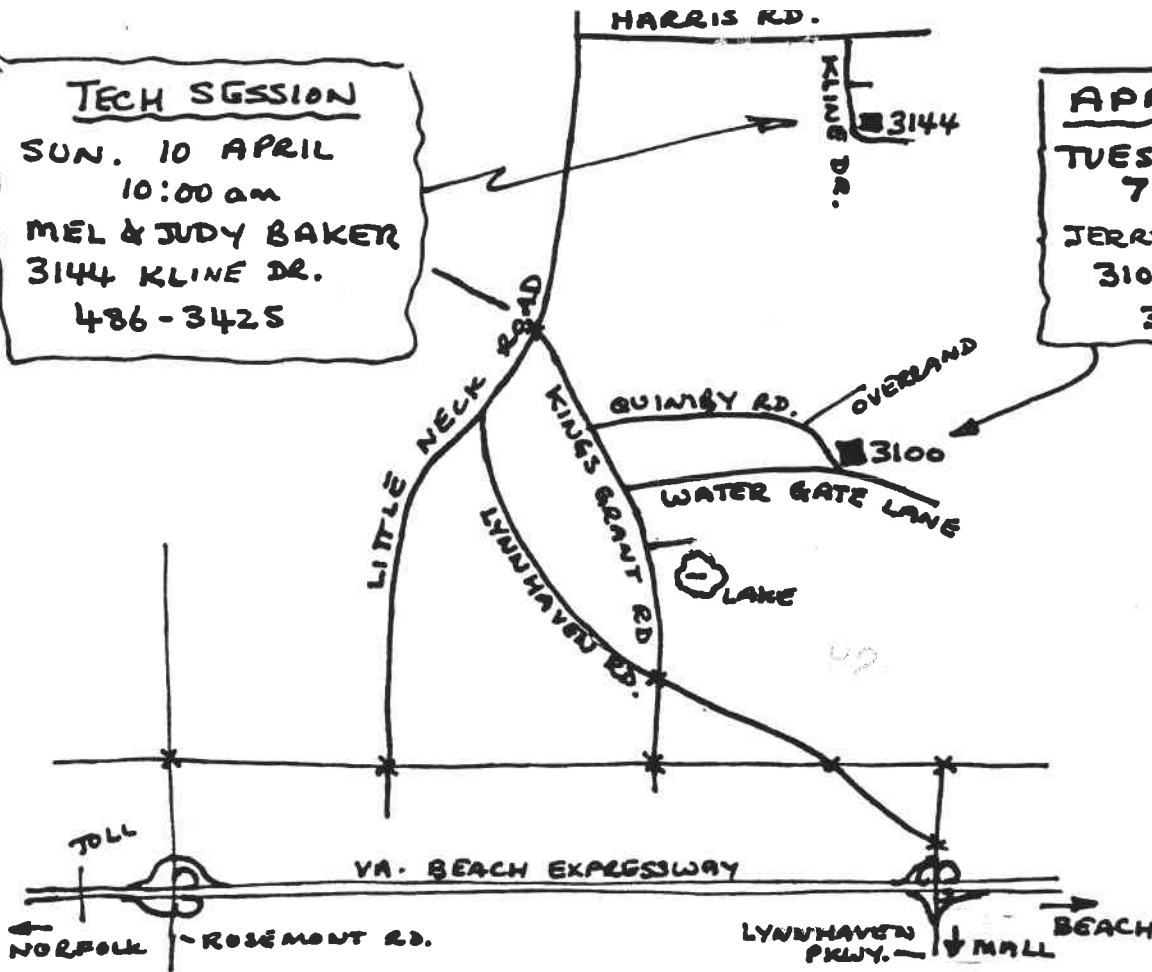 HARRIS RD.
TECH SESSION
SUN. 10 APRIL
10:00 am
MEL & JUDY BAKER
3144 KLINE DR.
486-3425
KLINE DR.
3144
TUES
7
JERR
310
LITTLE NECK ROAD
KINGS GRANT RD
QUIMBY RD.
OVERLAND
3100
WATER GATE LANE
LYNNHAVEN RD.
LAKE
TOLL
VA. BEACH EXPRESSWAY
NORFOLK
ROSEMONT RD.
LYNNHAVEN
PKWY.
MALL
BEACH